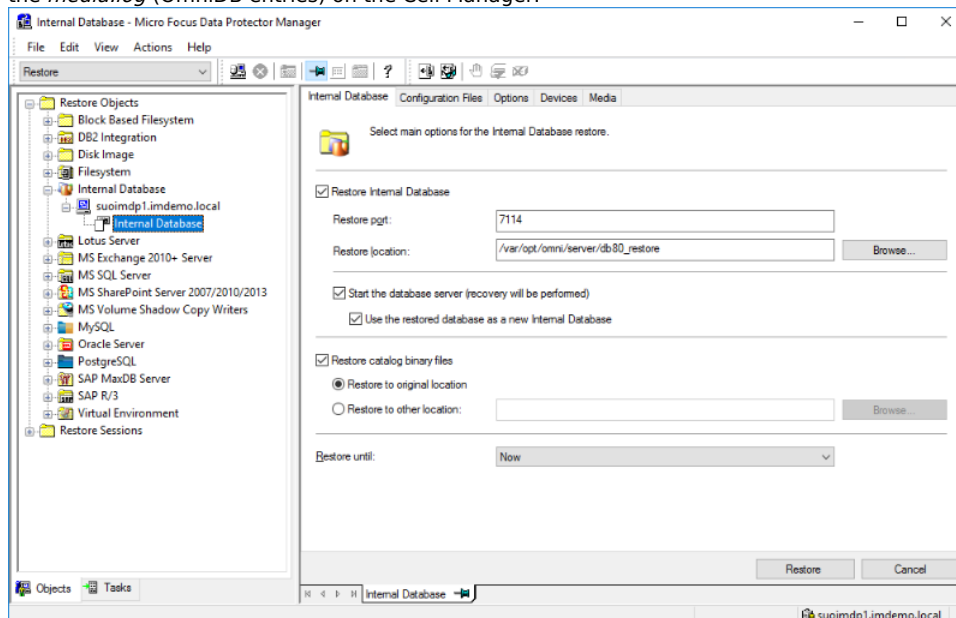 the medialog (OmniDB entries) on the Cell Manager.
Internal Database - Micro Focus Data Protector Manager
File Edit View Actions Help
Restore
Restore Objects
Block Based Filesystem
DB2 Integration
Disk Image
Filesystem
Internal Database
suoimdp1.imdemo.local
Internal Database
Lotus Server
MS Exchange 2010+ Server
MS SQL Server
MS SharePoint Server 2007/2010/2013
MS Volume Shadow Copy Writers
MySQL
Oracle Server
PostgreSQL
SAP MaxDB Server
SAP R/3
Virtual Environment
Restore Sessions
Objects Tasks
Internal Database Configuration Files Options Devices Media
Select main options for the Internal Database restore.
Restore Internal Database
Restore port: 7114
Restore location: /var/opt/omni/server/db80_restore Browse...
Start the database server (recovery will be performed)
Use the restored database as a new Internal Database
Restore catalog binary files
Restore to original location
Restore to other location: Browse...
Restore until: Now
Restore Cancel
Internal Database
suoimdp1.imdemo.local